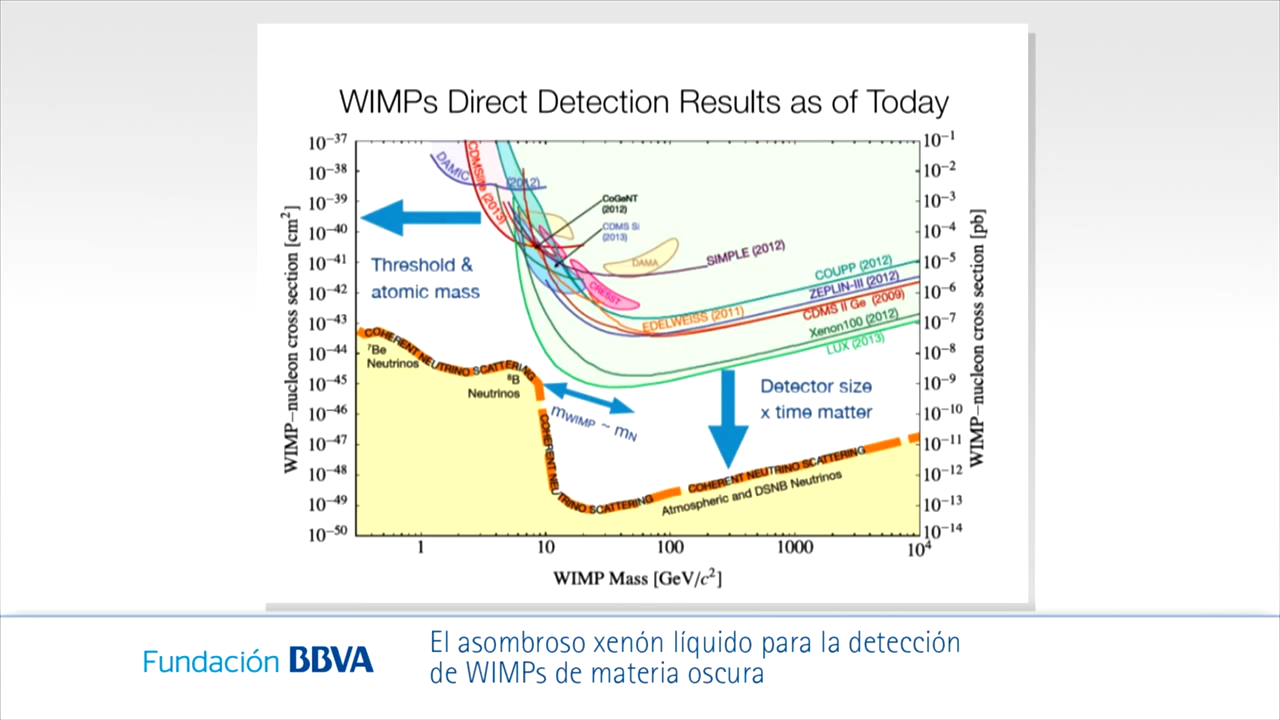 WIMPs Direct Detection Results as of Today
10−37
10−38
10−39
10−40
10−41
10−42
10−43
10−44
10−45
10−46
10−47
10−48
10−49
10−50
WIMP−nucleon cross section [cm2]
10−1
10−2
10−3
10−4
10−5
10−6
10−7
10−8
10−9
10−10
10−11
10−12
10−13
10−14
WIMP−nucleon cross section [pb]
DAMIC
(2012)
CDMSlite (2013)
CoGeNT
(2012)
CDMS Si
(2013)
DAMA
CRESST
SIMPLE (2012)
COUPP (2012)
ZEPLIN-III (2012)
CDMS II Ge (2009)
EDELWEISS (2011)
Xenon100 (2012)
LUX (2013)
Threshold &
atomic mass
COHERENT NEUTRINO SCATTERING
7Be
Neutrinos
8B
Neutrinos
mWIMP ~ mN
Detector size
x time matter
COHERENT NEUTRINO SCATTERING
COHERENT NEUTRINO SCATTERING
Atmospheric and DSNB Neutrinos
1
10
100
1000
104
WIMP Mass [GeV/c2]
Fundación BBVA
El asombroso xenón líquido para la detección
de WIMPs de materia oscura